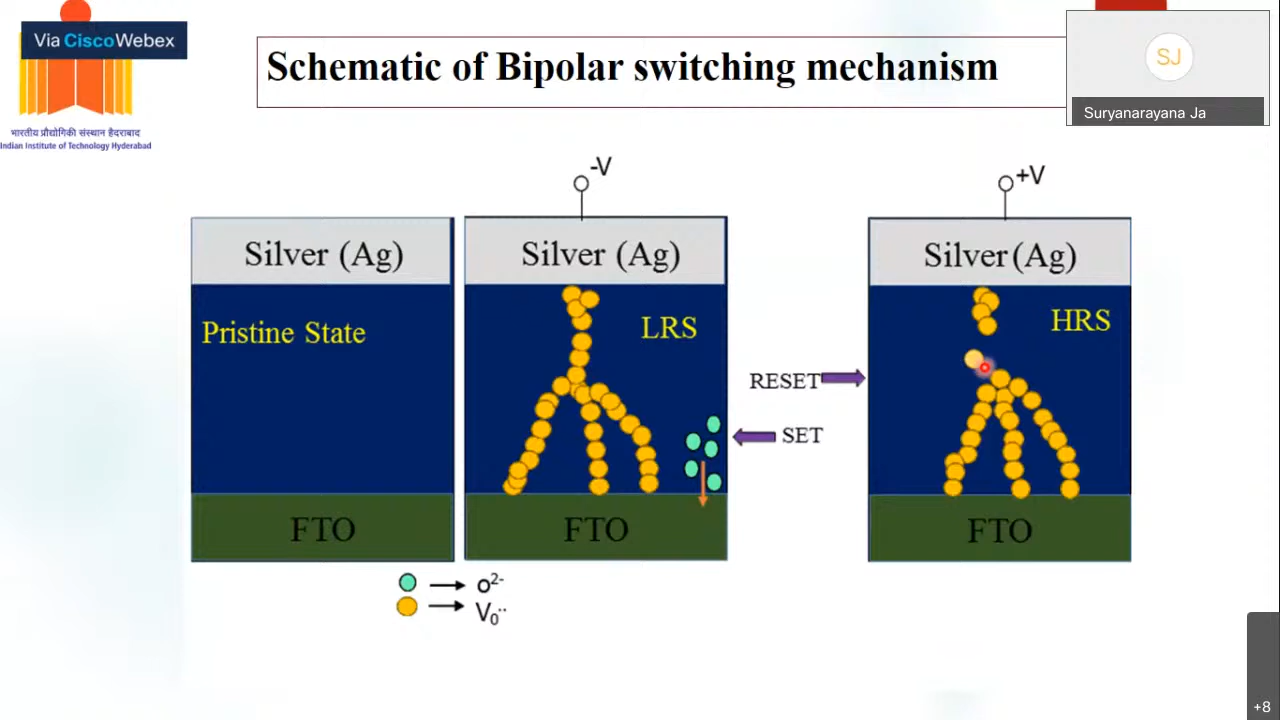 Via CiscoWebex
भारतीय प्रौद्योगिकी संस्थान हैदराबाद
Indian Institute of Technology Hyderabad
Schematic of Bipolar switching mechanism
SJ
Suryanarayana Ja
-V
+V
Silver (Ag)
Silver (Ag)
Silver (Ag)
Pristine State
LRS
HRS
RESET
SET
FTO
FTO
FTO
O²⁻
V₀¨
+8